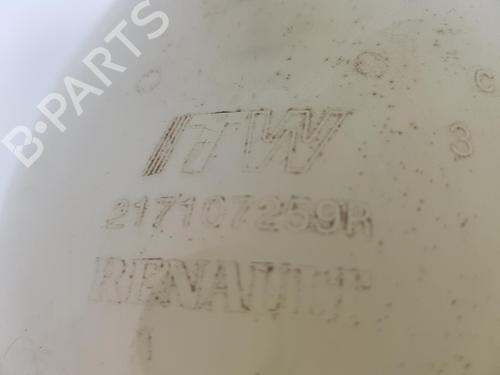 B-PARTS
ITW
3
217107259R
RENAULT